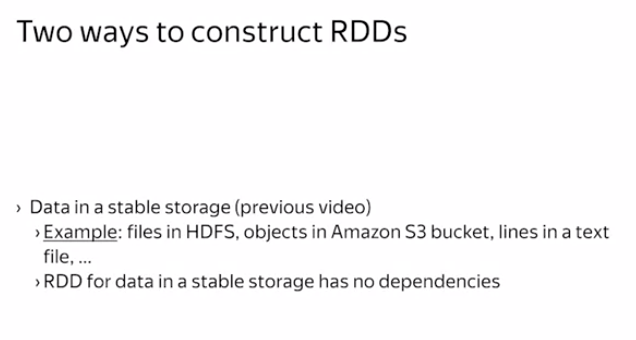 Two ways to construct RDDs
› Data in a stable storage (previous video)
› Example: files in HDFS, objects in Amazon S3 bucket, lines in a text
file, ...
› RDD for data in a stable storage has no dependencies